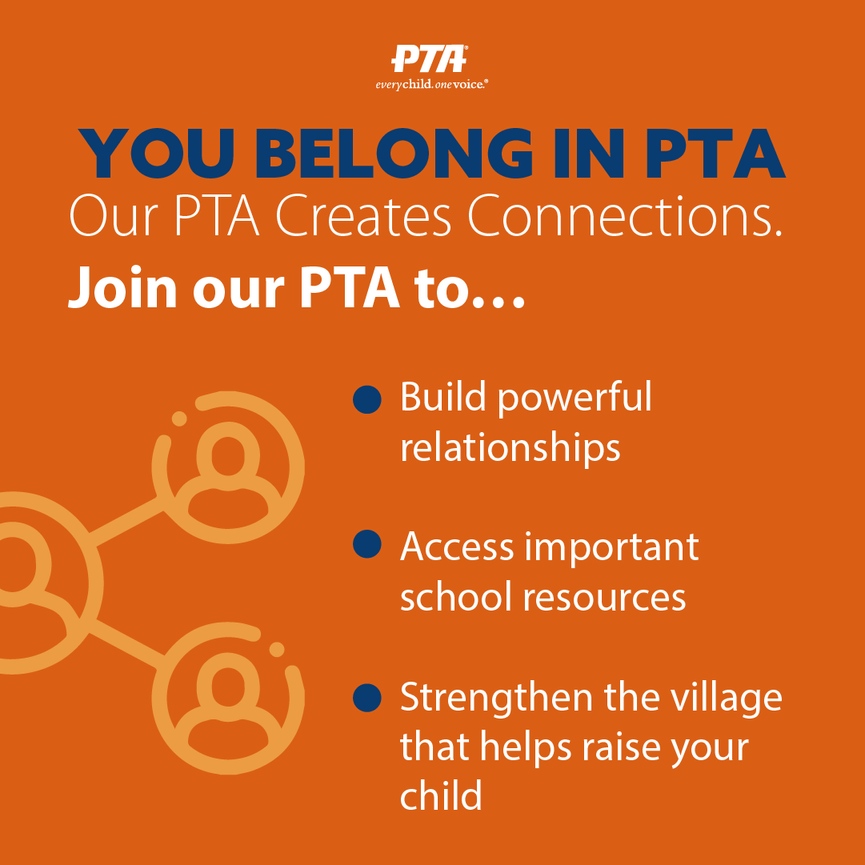 PTA®
everychild.onevoice.®
YOU BELONG IN PTA
Our PTA Creates Connections.
Join our PTA to...
Build powerful
relationships
Access important
school resources
Strengthen the village
that helps raise your
child